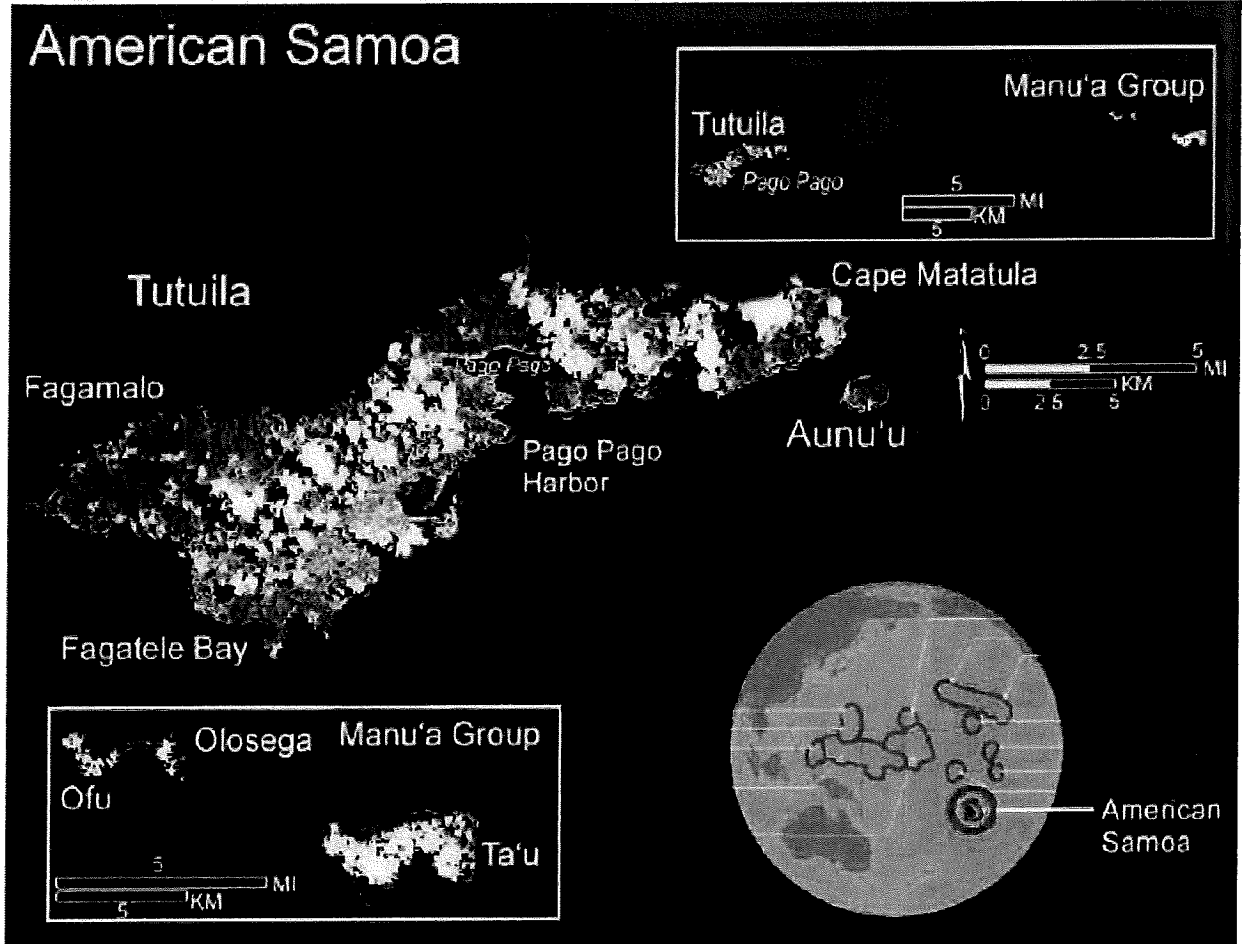 American Samoa
Manu'a Group
Tutuila
Pago Pago
5
MI
KM
5
Tutuila
Cape Matatula
0 2.5 5
MI
KM
0 2.5 5
Pago Pago
Fagamalo
Aunu'u
Pago Pago
Harbor
Fagatele Bay
Olosega
Manu'a Group
Ofu
Ta'u
5
MI
KM
5
American
Samoa